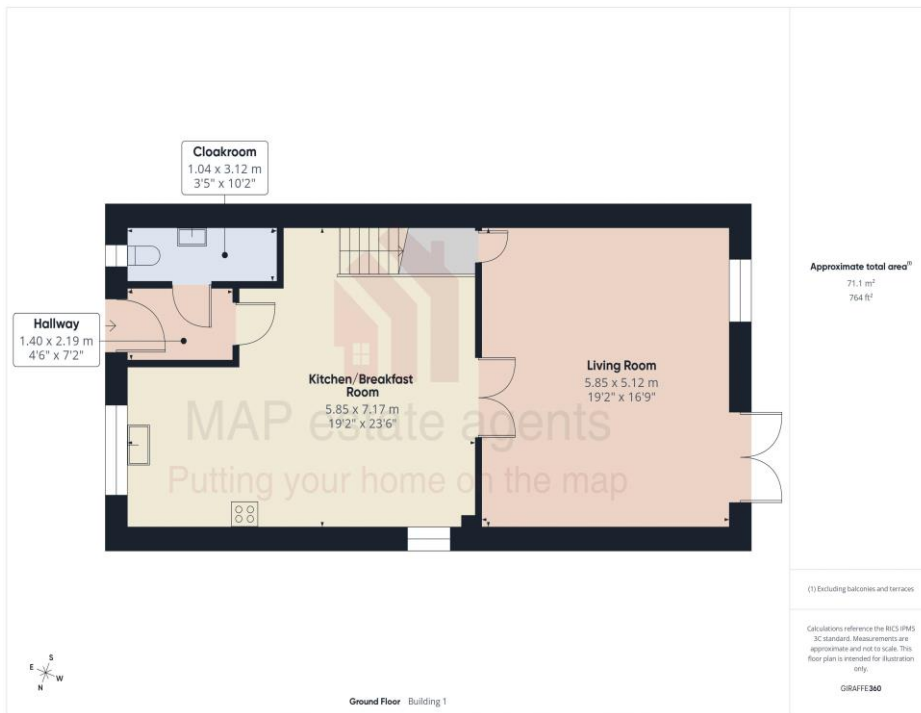 Cloakroom
1.04 x 3.12 m
3'5" x 10'2"
Hallway
1.40 x 2.19 m
4'6" x 7'2"
Kitchen/Breakfast
Room
5.85 x 7.17 m
19'2" x 23'6"
Living Room
5.85 x 5.12 m
19'2" x 16'9"
MAP estate agents
Putting your home on the map
Approximate total area⁽¹⁾
71.1 m²
764 ft²
(1) Excluding balconies and terraces
Calculations reference the RICS IPMS
3C standard. Measurements are
approximate and not to scale. This
floor plan is intended for illustration
only.
GIRAFFE360
S
E
W
N
Ground Floor Building 1